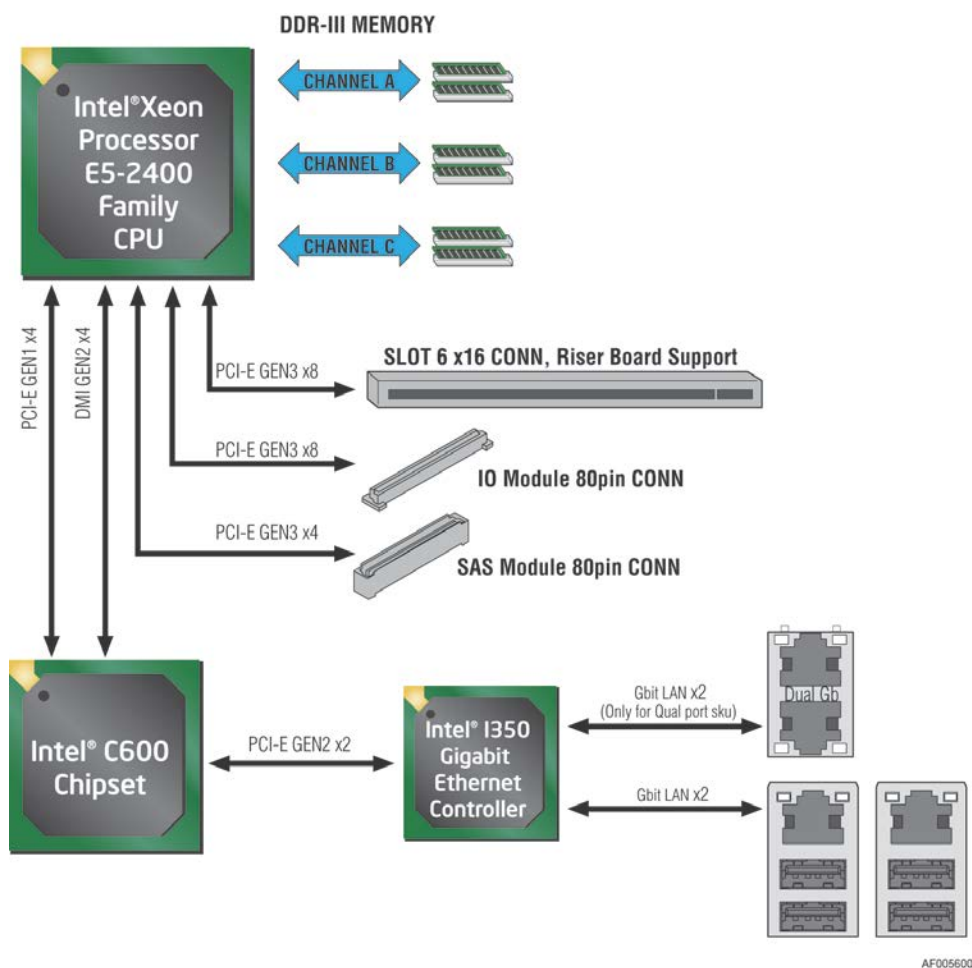 DDR-III MEMORY
Intel®Xeon
Processor
E5-2400
Family
CPU
CHANNEL A
CHANNEL B
CHANNEL C
PCI-E GEN1 x4
DMI GEN2 x4
PCI-E GEN3 x8
SLOT 6 x16 CONN, Riser Board Support
PCI-E GEN3 x8
IO Module 80pin CONN
PCI-E GEN3 x4
SAS Module 80pin CONN
Intel® C600
Chipset
PCI-E GEN2 x2
Intel® I350
Gigabit
Ethernet
Controller
Gbit LAN x2
(Only for Qual port sku)
Dual Gb
Gbit LAN x2
AF005600